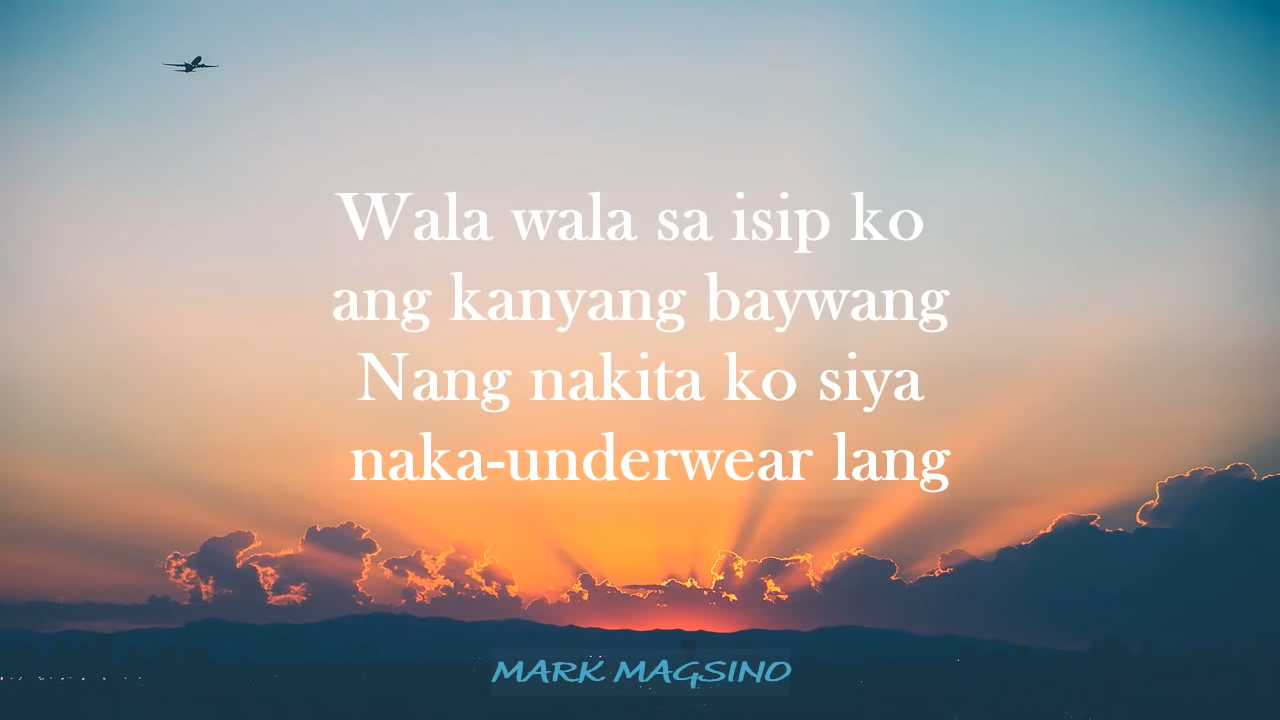 Wala wala sa isip ko
ang kanyang baywang
Nang nakita ko siya
naka-underwear lang
MARK MAGSINO